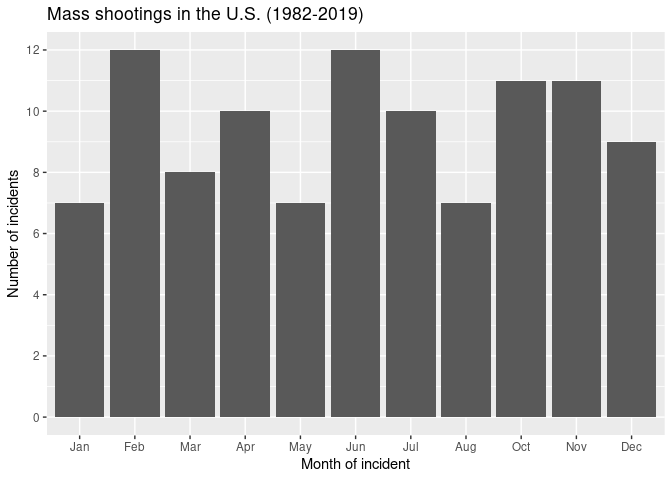 Mass shootings in the U.S. (1982-2019)
12
10
8
6
4
2
0
Number of incidents
Jan Feb Mar Apr May Jun Jul Aug Oct Nov Dec
Month of incident